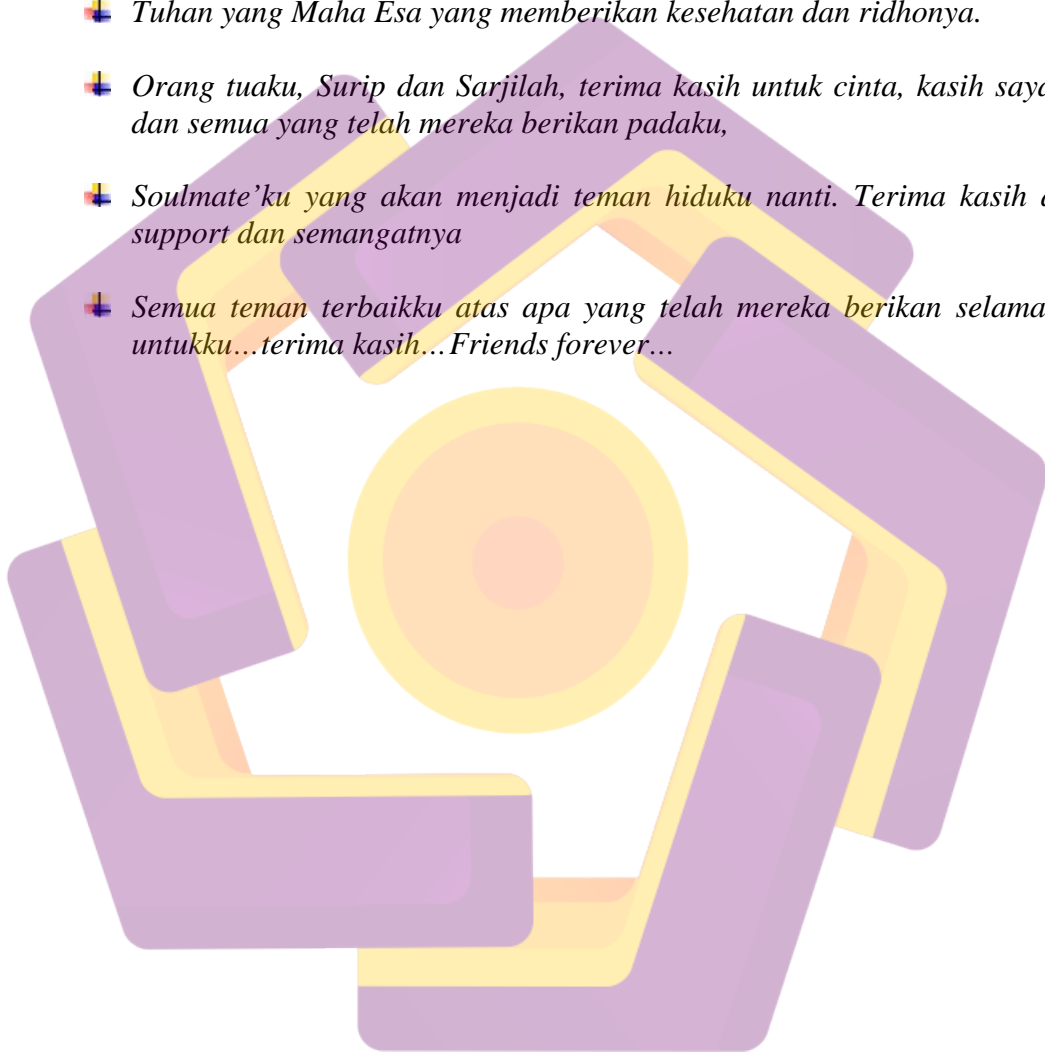 Tuhan yang Maha Esa yang memberikan kesehatan dan ridhonya.
Orang tuaku, Surip dan Sarjilah, terima kasih untuk cinta, kasih
dan semua yang telah mereka berikan padaku,
Soulmate’ku yang akan menjadi teman hiduku nanti. Terima kasih
support dan semangatnya
Semua teman terbaikku atas apa yang telah mereka berikan selama
untukku…terima kasih…Friends forever…